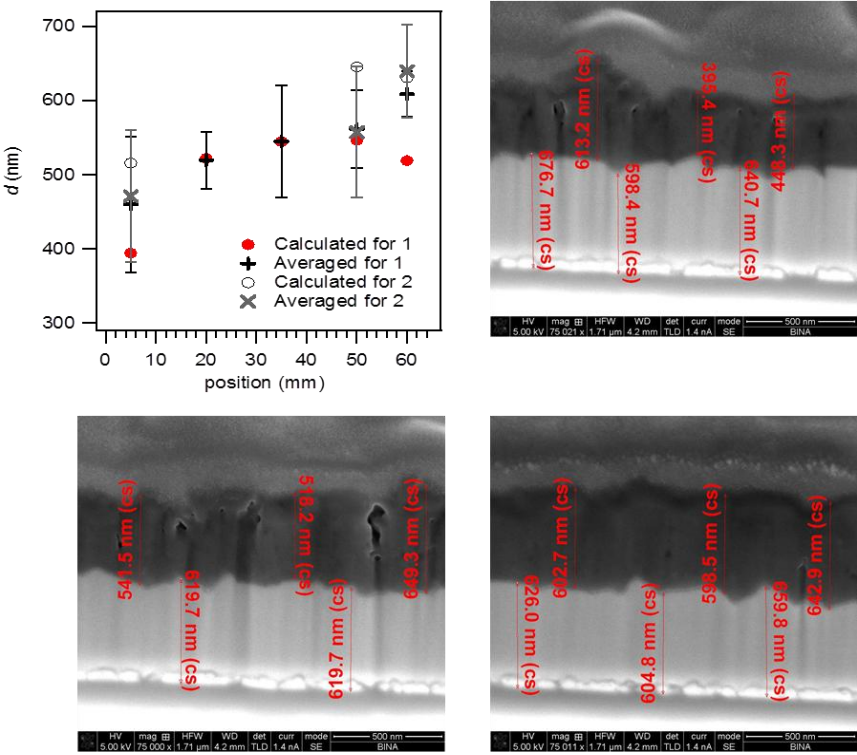 700
600
500
400
300
d (nm)
Calculated for 1
Averaged for 1
Calculated for 2
Averaged for 2
0 10 20 30 40 50 60
position (mm)
613.2 nm (cs)
395.4 nm (cs)
448.3 nm (cs)
676.7 nm (cs)
598.4 nm (cs)
640.7 nm (cs)
HV mag HFW WD det curr mode 500 nm
5.00 kV 75 021 x 1.71 µm 4.2 mm TLD 1.4 nA SE BINA
541.5 nm (cs)
518.2 nm (cs)
649.3 nm (cs)
619.7 nm (cs)
619.7 nm (cs)
HV mag HFW WD det curr mode 500 nm
5.00 kV 75 000 x 1.71 µm 4.2 mm TLD 1.4 nA SE BINA
602.7 nm (cs)
598.5 nm (cs)
642.9 nm (cs)
626.0 nm (cs)
604.8 nm (cs)
659.8 nm (cs)
HV mag HFW WD det curr mode 500 nm
5.00 kV 75 011 x 1.71 µm 4.2 mm TLD 1.4 nA SE BINA